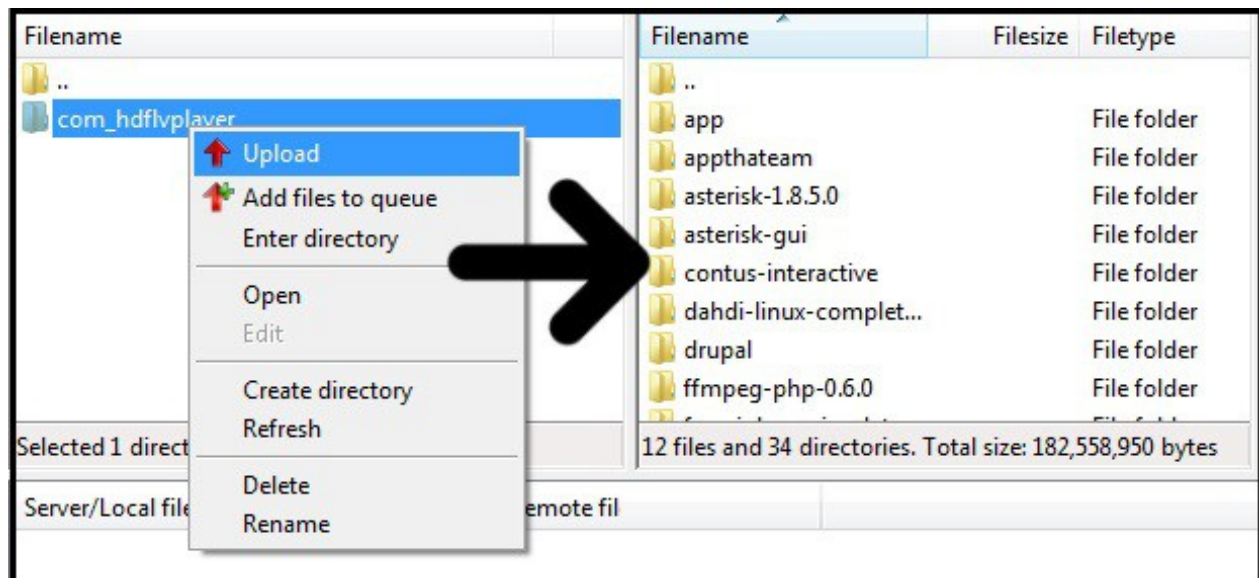 Filename
..
com_hdflvplayer
Upload
Add files to queue
Enter directory
Open
Edit
Create directory
Refresh
Delete
Rename
Selected 1 direct
Filename Filesize Filetype
..
app File folder
appthateam File folder
asterisk-1.8.5.0 File folder
asterisk-gui File folder
contus-interactive File folder
dahdi-linux-complet... File folder
drupal File folder
ffmpeg-php-0.6.0 File folder
12 files and 34 directories. Total size: 182,558,950 bytes
Server/Local file emote fil